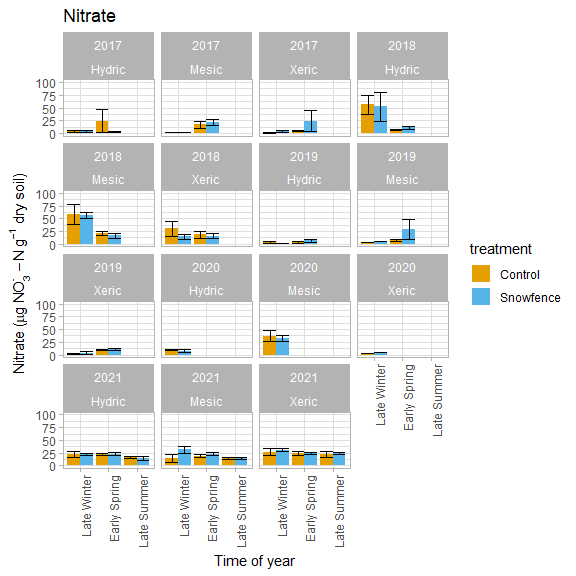 Nitrate
2017 2017 2017 2018
Hydric Mesic Xeric Hydric
100
75
50
25
0
2018 2018 2019 2019
Mesic Xeric Hydric Mesic
100
75
50
25
0
2019 2020 2020 2020
Xeric Hydric Mesic Xeric
100
75
50
25
0
2021 2021 2021
Hydric Mesic Xeric
100
75
50
25
0
Late Winter Early Spring Late Summer
Late Winter Early Spring Late Summer Late Winter Early Spring Late Summer Late Winter Early Spring Late Summer
Time of year
Nitrate (µg NO₃⁻ −N g⁻¹ dry soil)
treatment
Control
Snowfence